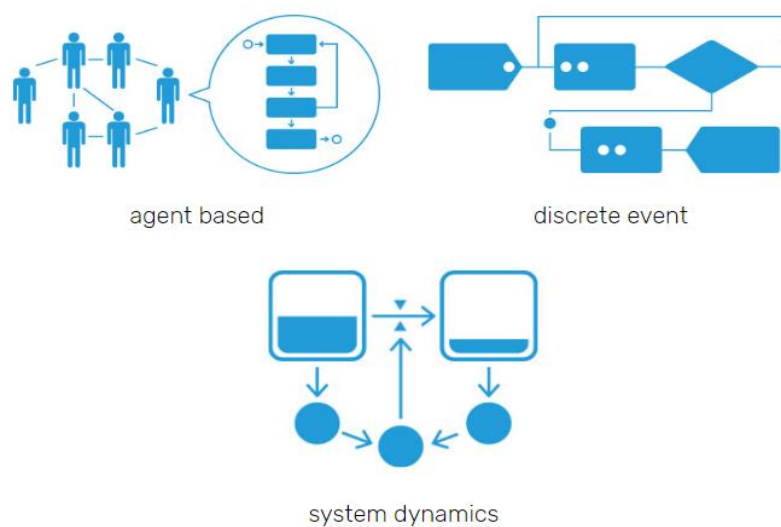 agent based
discrete event
system dynamics